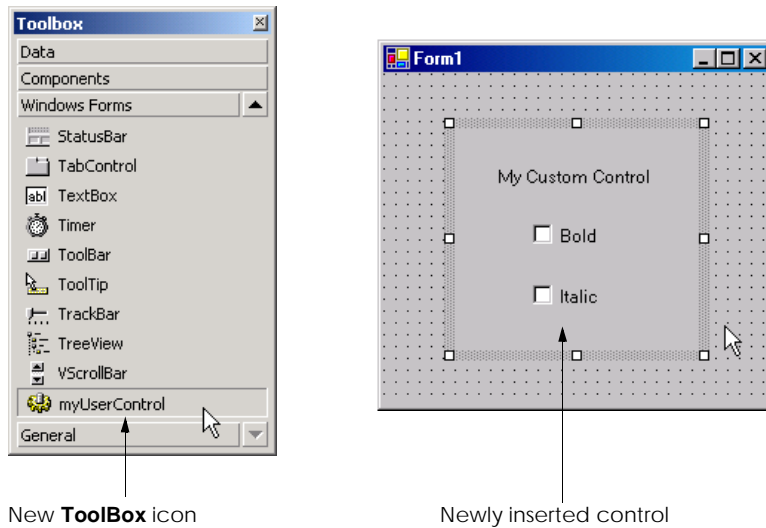 Toolbox
Data
Components
Windows Forms
StatusBar
TabControl
abl TextBox
Timer
ToolBar
ToolTip
TrackBar
TreeView
VScrollBar
myUserControl
General
New ToolBox icon
Form1
My Custom Control
Bold
Italic
Newly inserted control